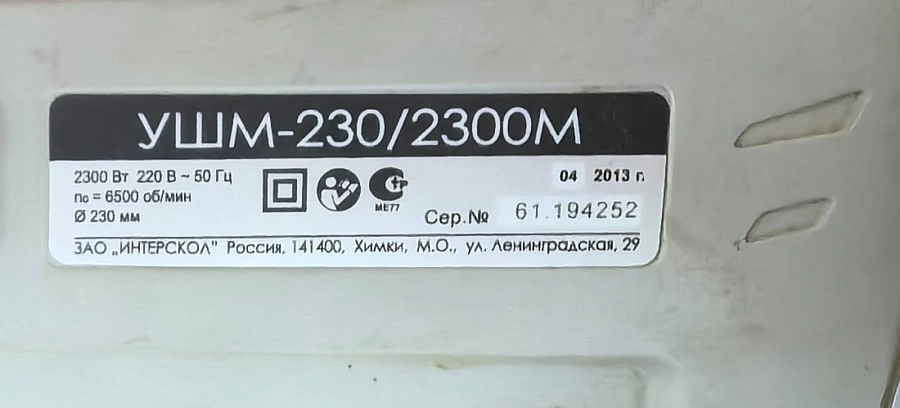 УШМ-230/2300М
2300 Вт 220 В ~ 50 Гц
n₀ = 6500 об/мин
Ø 230 мм
МЕ77
04 2013 г.
Сер.№ 61.194252
ЗАО „ИНТЕРСКОЛ" Россия, 141400, Химки, М.О., ул. Ленинградская, 29